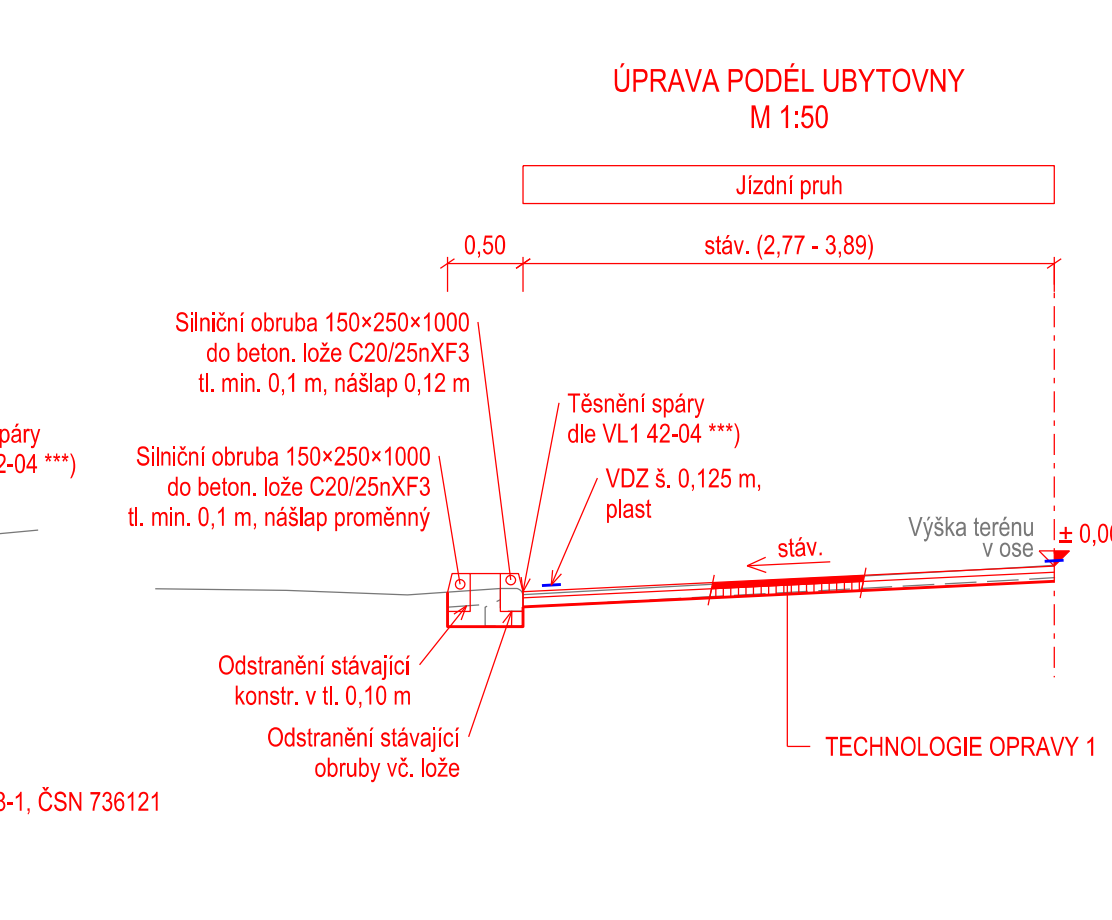 ÚPRAVA PODÉL UBYTOVNY
M 1:50
Jízdní pruh
0,50
stáv. (2,77 - 3,89)
Silniční obruba 150×250×1000
do beton. lože C20/25nXF3
tl. min. 0,1 m, nášlap 0,12 m
Těsnění spáry
dle VL1 42-04 ***)
páry
2-04 ***)
Silniční obruba 150×250×1000
do beton. lože C20/25nXF3
tl. min. 0,1 m, nášlap proměnný
VDZ š. 0,125 m,
plast
Výška terénu
v ose
± 0,00
stáv.
Odstranění stávající
konstr. v tl. 0,10 m
Odstranění stávající
obruby vč. lože
TECHNOLOGIE OPRAVY 1
3-1, ČSN 736121